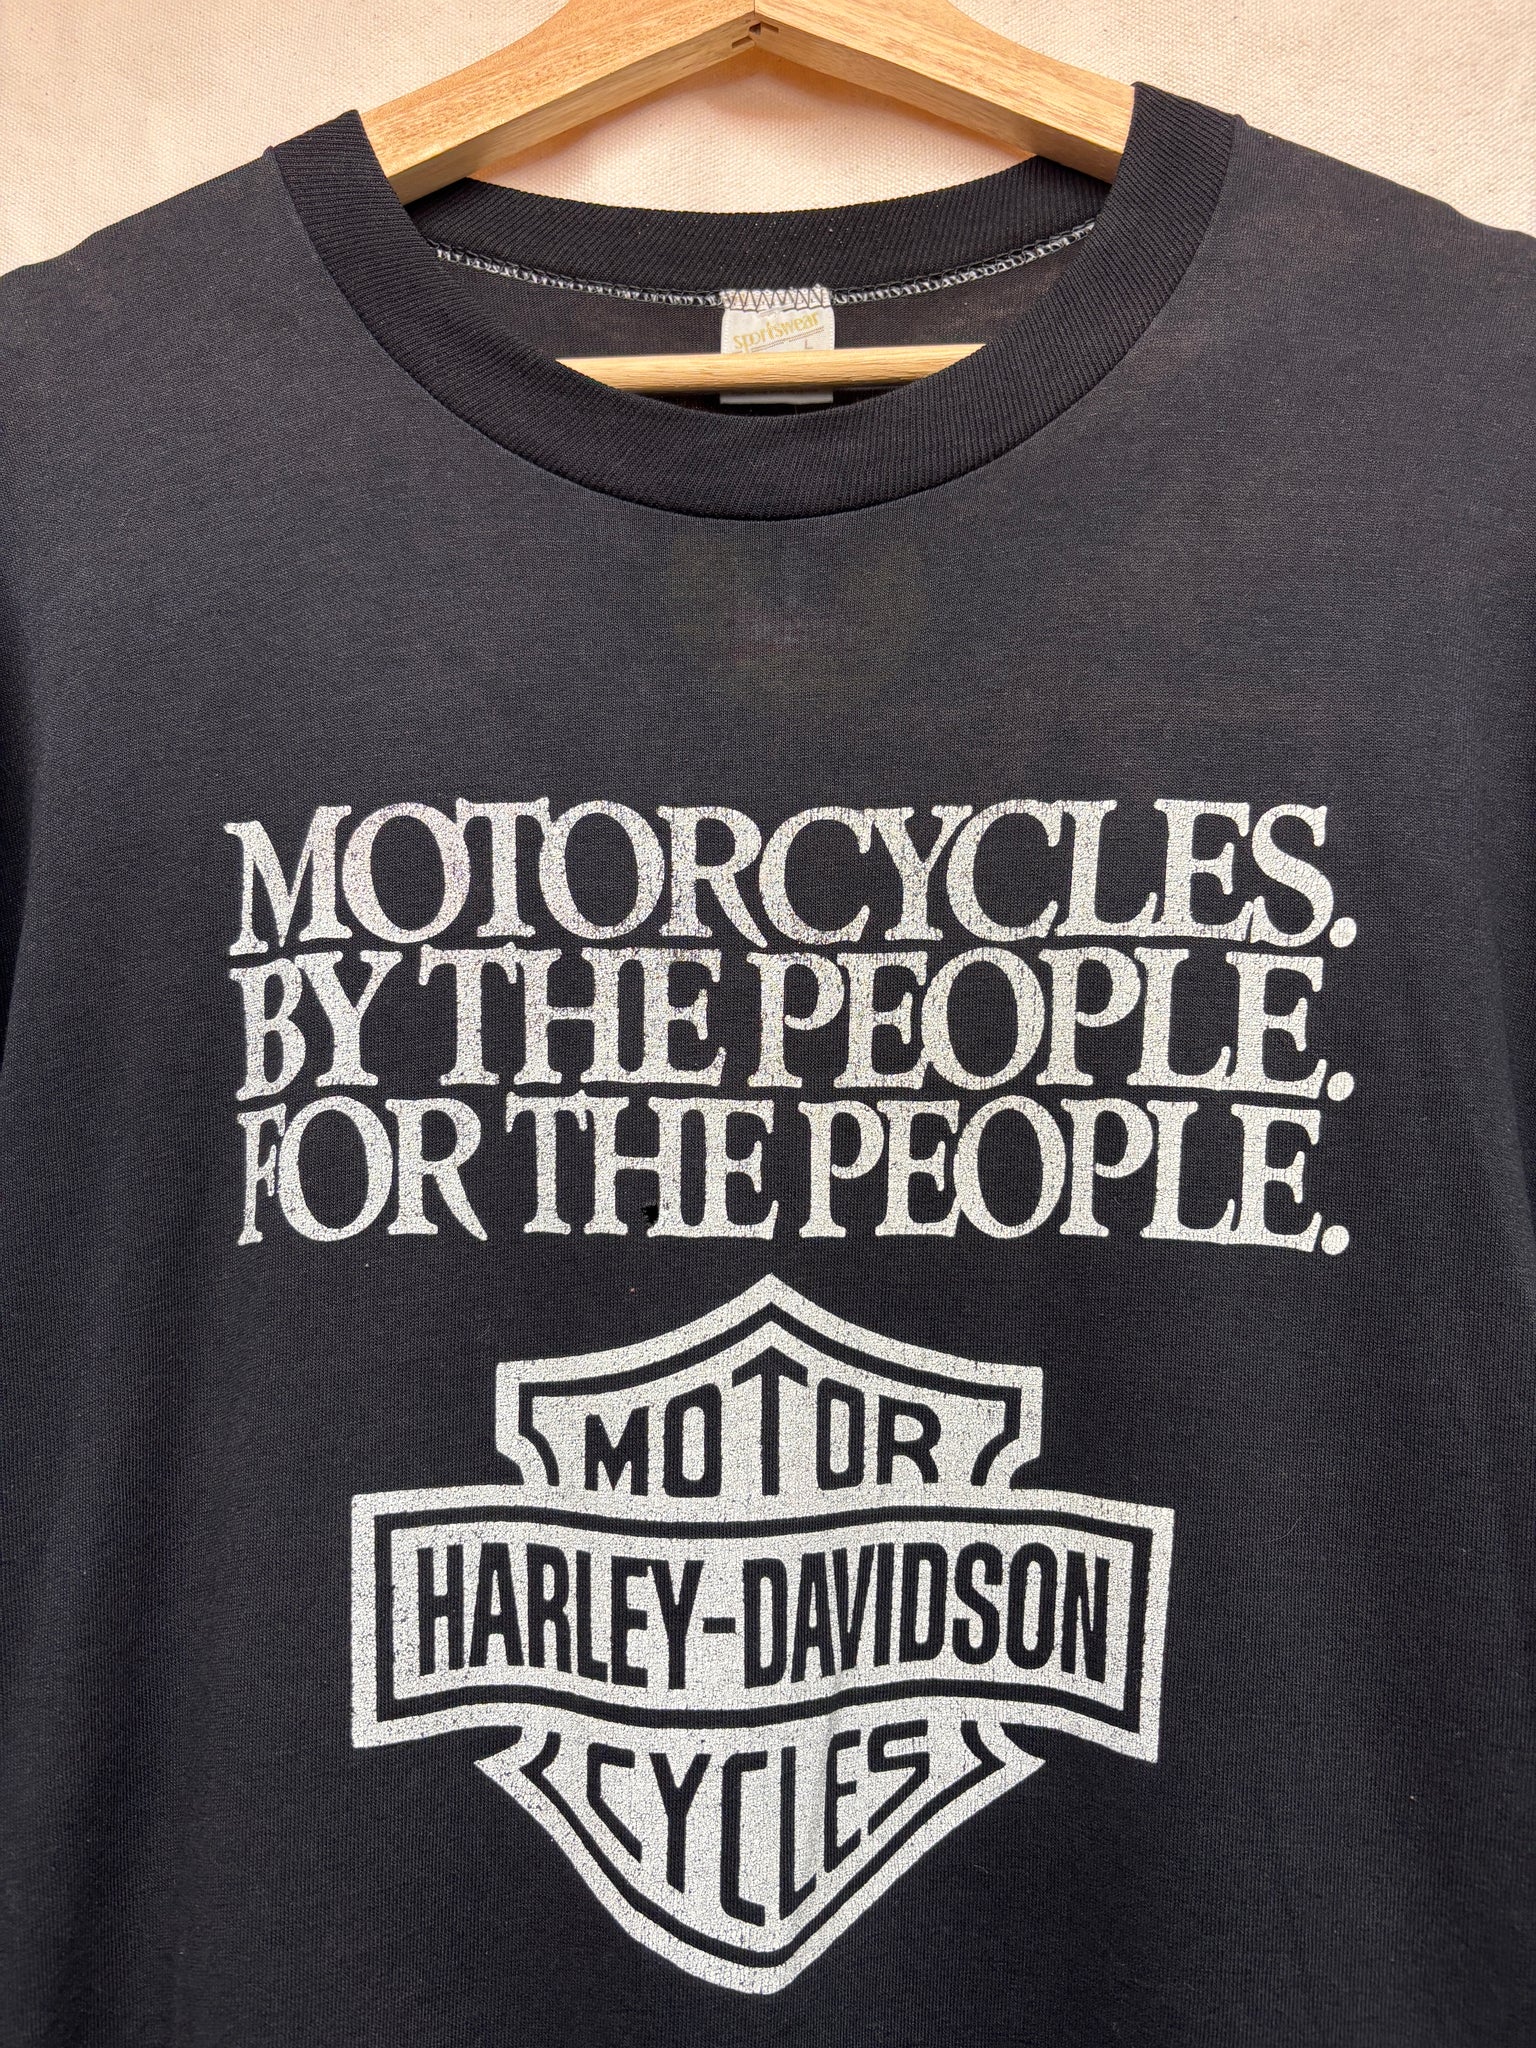 sportswear
L
MOTORCYCLES.
BY THE PEOPLE.
FOR THE PEOPLE.
MOTOR
HARLEY-DAVIDSON
CYCLES